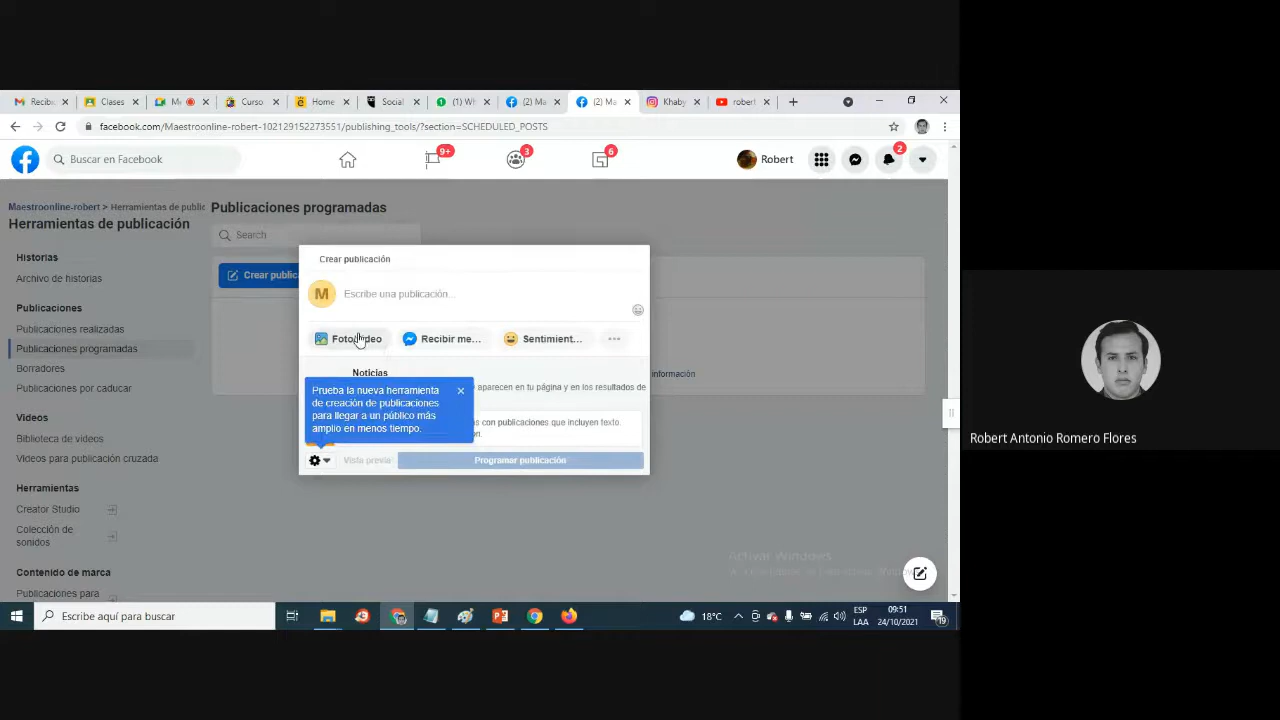 Recibi
Clases
M
Curso
Home
Social
(1) Wh
(2) Ma
(2) Ma
Khaby
robert
facebook.com/Maestroonline-robert-102129152273551/publishing_tools/?section=SCHEDULED_POSTS
Buscar en Facebook
9+
3
6
Robert
2
Maestroonline-robert > Herramientas de public
Herramientas de publicación
Historias
Archivo de historias
Publicaciones
Publicaciones realizadas
Publicaciones programadas
Borradores
Publicaciones por caducar
Videos
Biblioteca de videos
Videos para publicación cruzada
Herramientas
Creator Studio
Colección de
sonidos
Contenido de marca
Publicaciones para
Publicaciones programadas
Search
Crear public
información
Crear publicación
M
Escribe una publicación...
Foto/video
Recibir me...
Sentimient...
Noticias
aparecen en tu página y en los resultados de
Prueba la nueva herramienta
de creación de publicaciones
para llegar a un público más
amplio en menos tiempo.
s con publicaciones que incluyen texto
Vista previa
Programar publicación
Activar Windows
Escribe aquí para buscar
18°C
ESP
LAA
09:51
24/10/2021
19
Robert Antonio Romero Flores